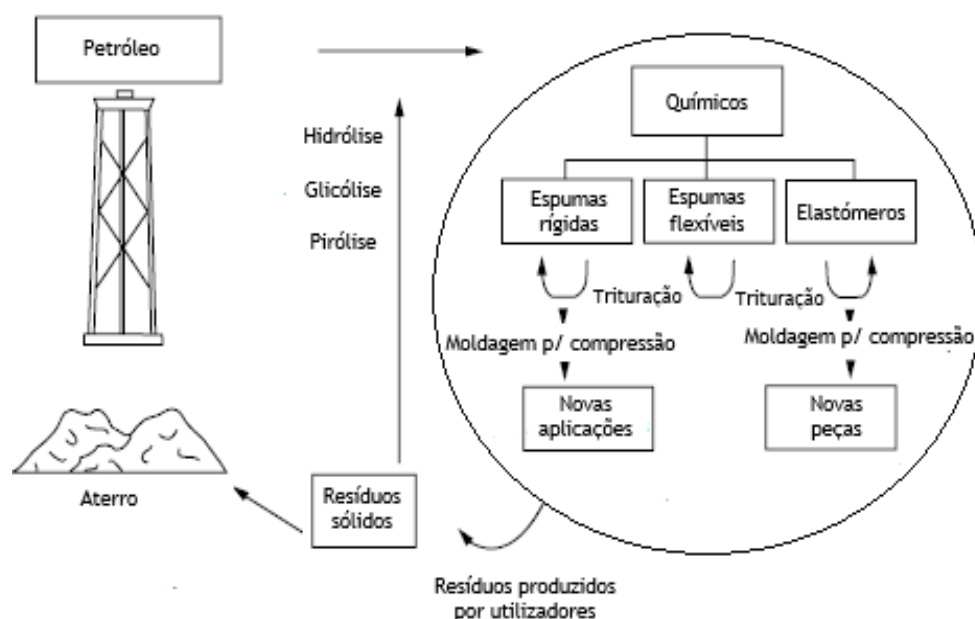 Petróleo
Químicos
Hidrólise
Glicólise
Pirólise
Espumas
rígidas
Espumas
flexíveis
Elastómeros
Trituração
Trituração
Moldagem p/ compressão
Moldagem p/ compressão
Novas
aplicações
Novas
peças
Aterro
Resíduos
sólidos
Resíduos produzidos
por utilizadores